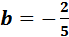 b = −2/5